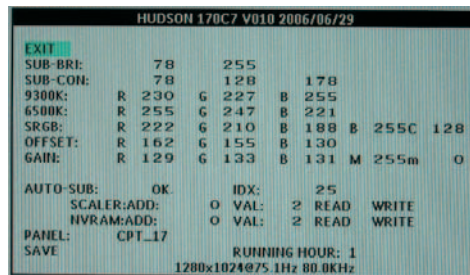 HUDSON 170C7 V010 2006/06/29
EXIT
SUB-BRI: 78 255
SUB-CON: 78 128 178
9300K: R 230 G 227 B 255
6500K: R 255 G 247 B 221
SRGB: R 222 G 210 B 188 B 255C 128
OFFSET: R 162 G 155 B 130
GAIN: R 129 G 133 B 131 M 255m 0
AUTO-SUB: OK. IDX: 25
SCALER:ADD: 0 VAL: 2 READ WRITE
NVRAM:ADD: 0 VAL: 2 READ WRITE
PANEL: CPT_17
SAVE RUNNING HOUR: 1
1280x1024@75.1Hz 80.0KHz